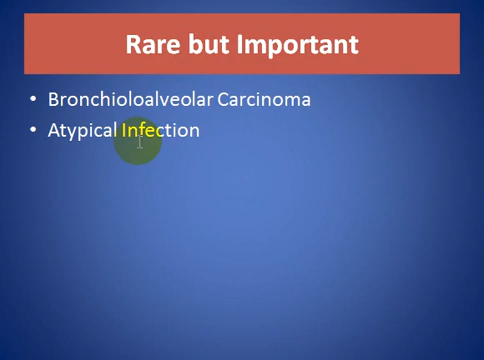 Rare but Important
• Bronchioloalveolar Carcinoma
• Atypical Infection